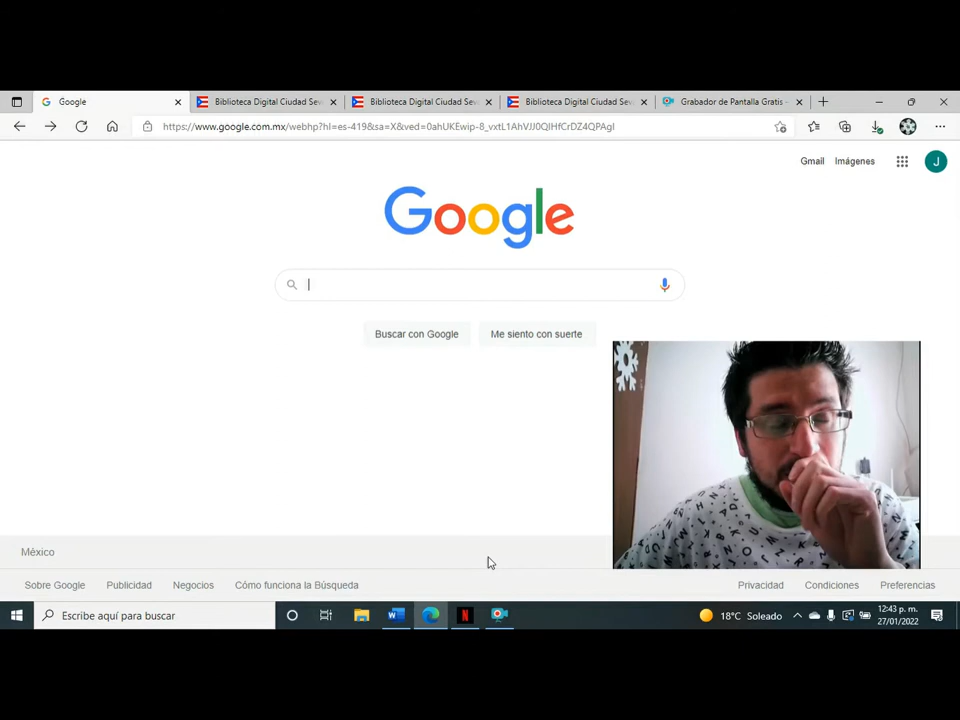 Google
Biblioteca Digital Ciudad Sev
Biblioteca Digital Ciudad Sev
Biblioteca Digital Ciudad Sev
Grabador de Pantalla Gratis -
https://www.google.com.mx/webhp?hl=es-419&sa=X&ved=0ahUKEwip-8_vxtL1AhVJJ0QIHfCrDZ4QPAgI
Gmail
Imágenes
J
Google
Buscar con Google
Me siento con suerte
México
Sobre Google
Publicidad
Negocios
Cómo funciona la Búsqueda
Privacidad
Condiciones
Preferencias
Escribe aquí para buscar
18°C Soleado
12:43 p. m.
27/01/2022